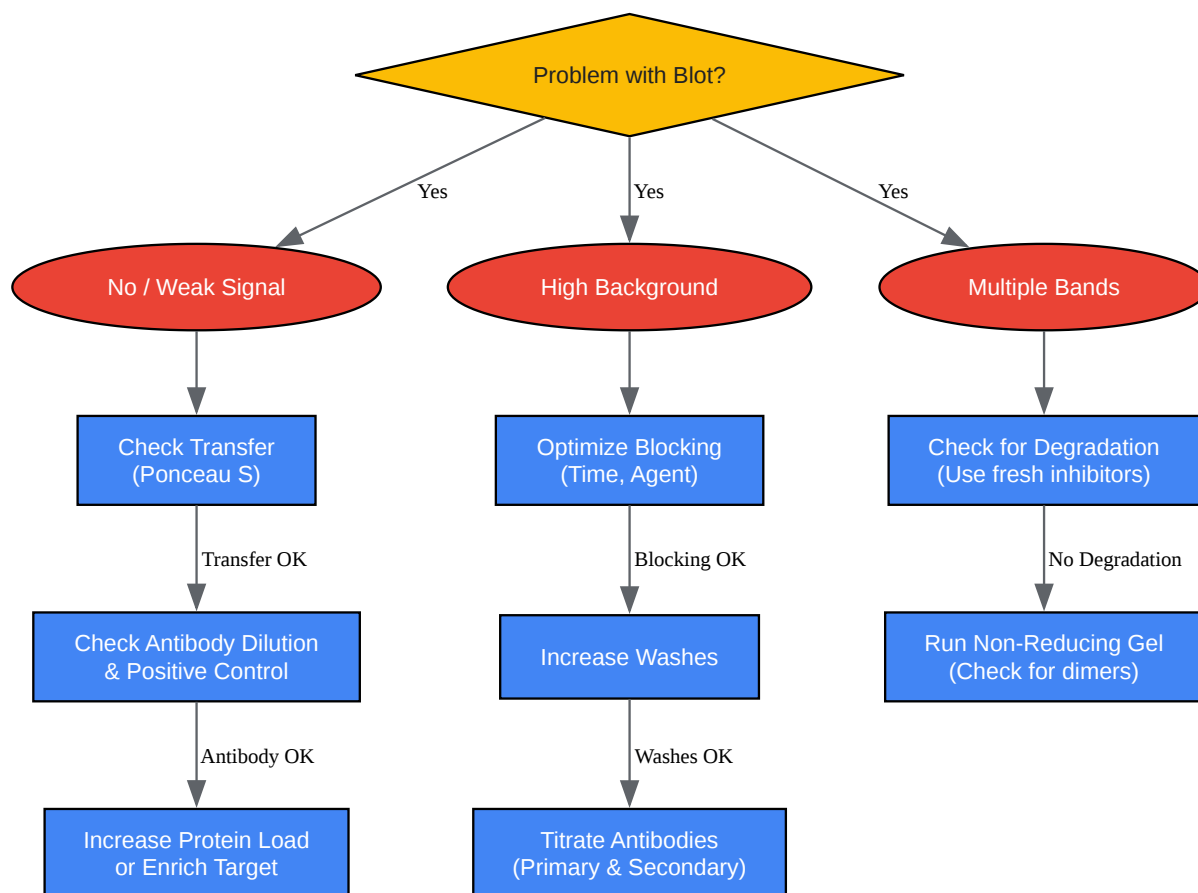 Problem with Blot?
Yes
Yes
Yes
No / Weak Signal
High Background
Multiple Bands
Check Transfer
(Ponceau S)
Optimize Blocking
(Time, Agent)
Check for Degradation
(Use fresh inhibitors)
Transfer OK
Blocking OK
No Degradation
Check Antibody Dilution
& Positive Control
Increase Washes
Run Non-Reducing Gel
(Check for dimers)
Antibody OK
Washes OK
Increase Protein Load
or Enrich Target
Titrate Antibodies
(Primary & Secondary)